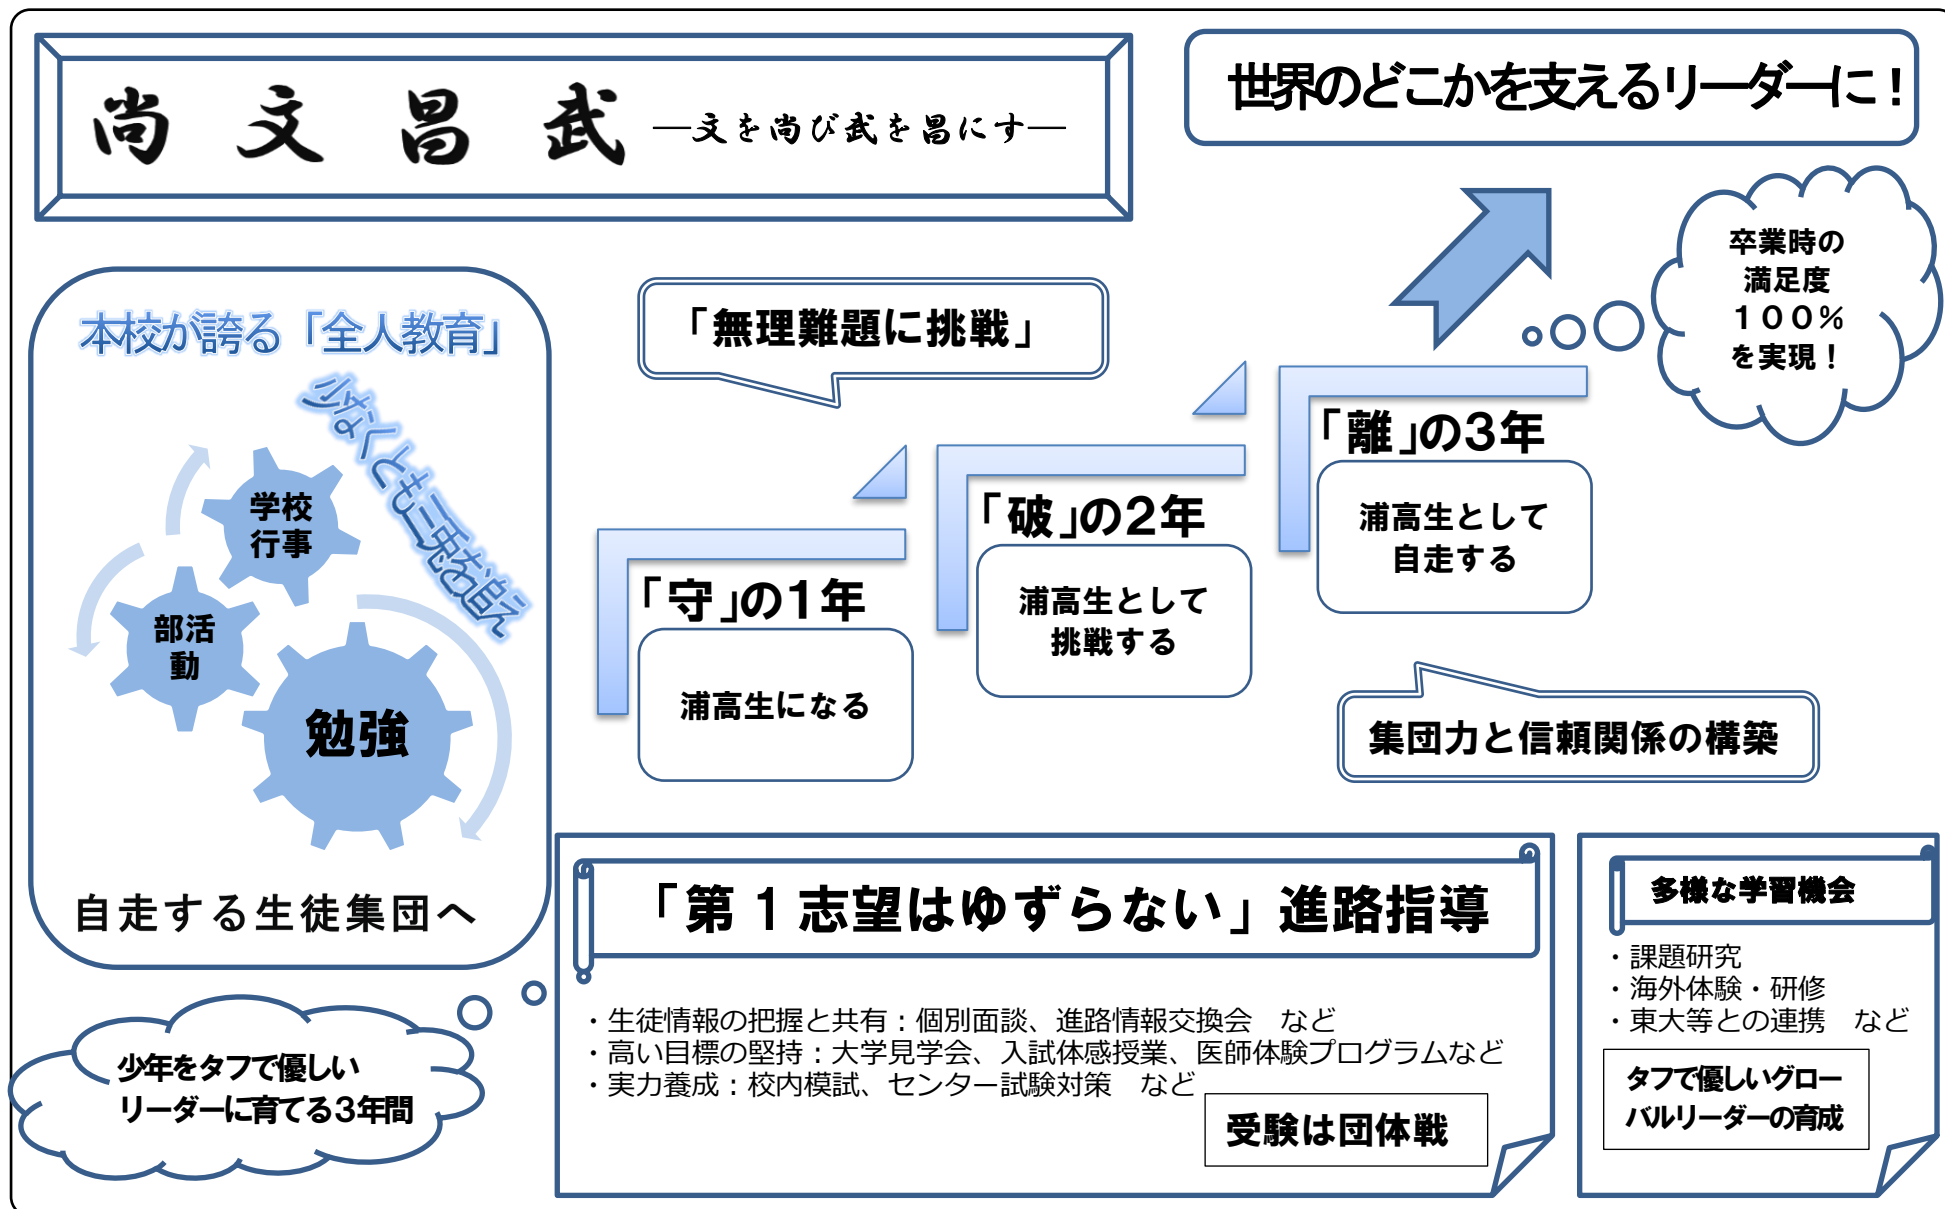 尚文昌武 ―文を尚び武を昌にす―
世界のどこかを支えるリーダーに！
卒業時の
満足度
１００％
を実現！
本校が誇る「全人教育」
少なくとも三兎を追え
学校
行事
部活
動
勉強
自走する生徒集団へ
少年をタフで優しい
リーダーに育てる３年間
「無理難題に挑戦」
「守」の1年
浦高生になる
「破」の2年
浦高生として
挑戦する
「離」の3年
浦高生として
自走する
集団力と信頼関係の構築
「第１志望はゆずらない」進路指導
・生徒情報の把握と共有：個別面談、進路情報交換会　など
・高い目標の堅持：大学見学会、入試体感授業、医師体験プログラムなど
・実力養成：校内模試、センター試験対策　など
受験は団体戦
多様な学習機会
・課題研究
・海外体験・研修
・東大等との連携　など
タフで優しいグロー
バルリーダーの育成